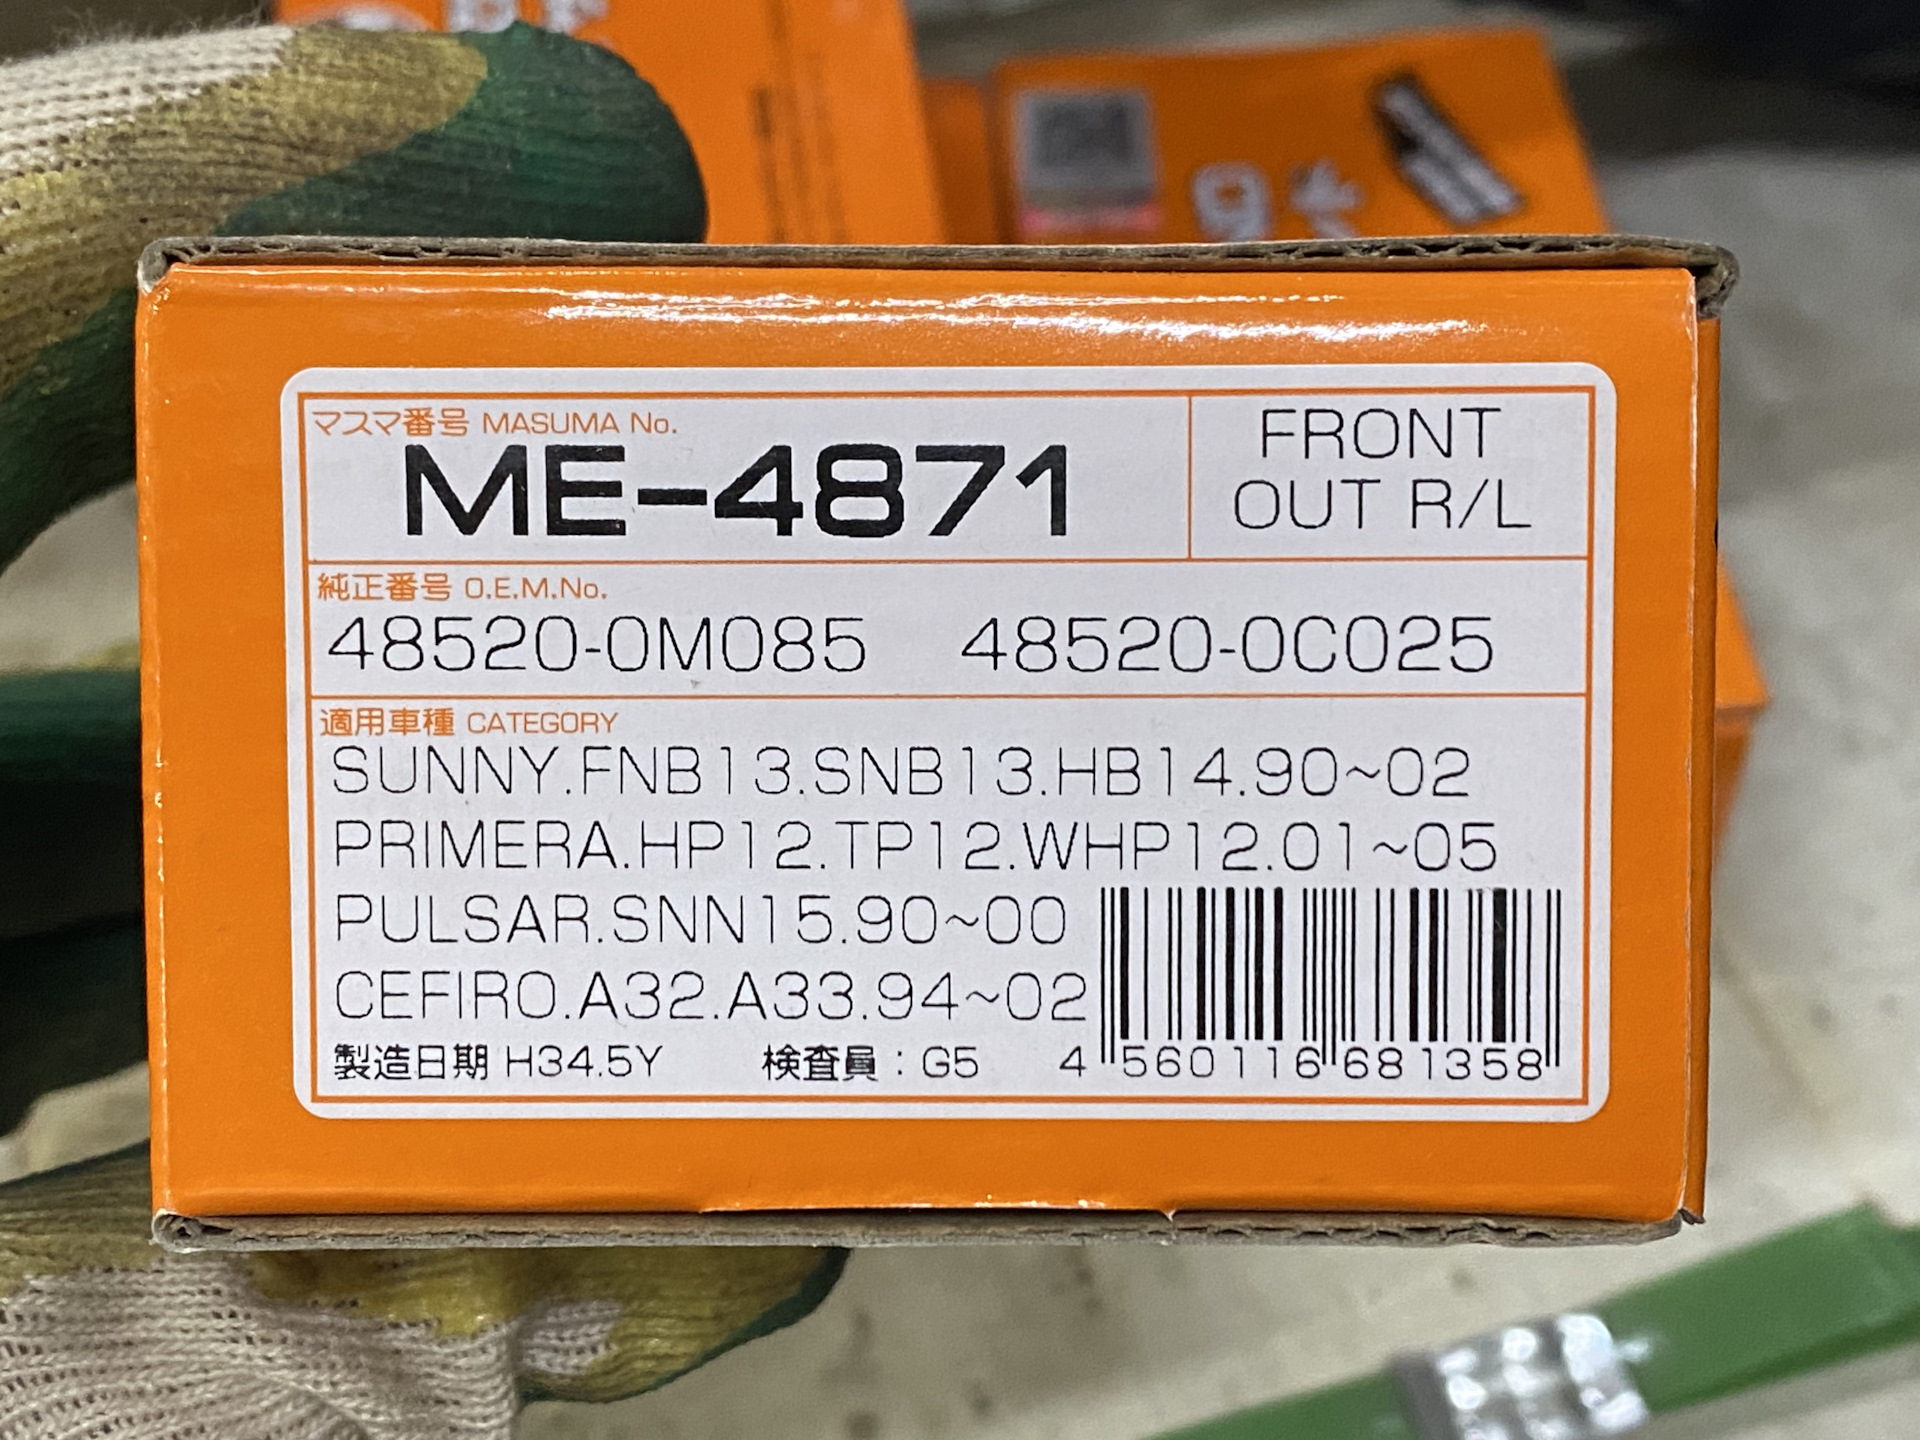 マスマ番号 MASUMA No.
ME-4871
FRONT
OUT R/L
純正番号 O.E.M.No.
48520-0M085 48520-0C025
適用車種 CATEGORY
SUNNY.FNB13.SNB13.HB14.90~02
PRIMERA.HP12.TP12.WHP12.01~05
PULSAR.SNN15.90~00
CEFIRO.A32.A33.94~02
製造日期 H34.5Y 検査員：G5
4 560116 681358